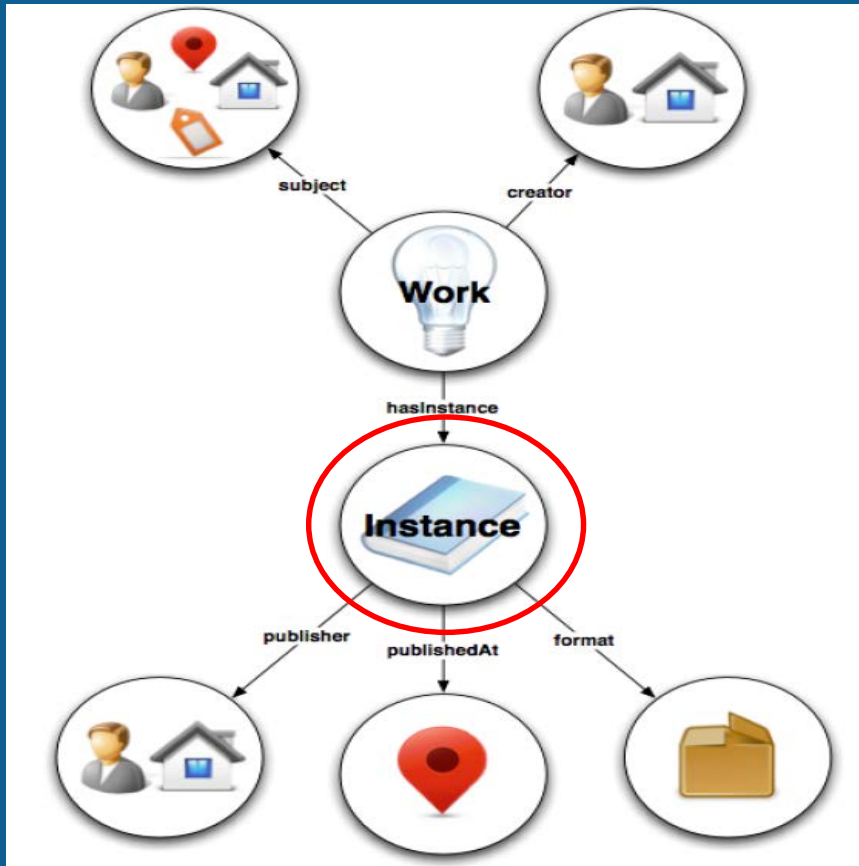 subject
creator
Work
hasInstance
Instance
publisher
publishedAt
format